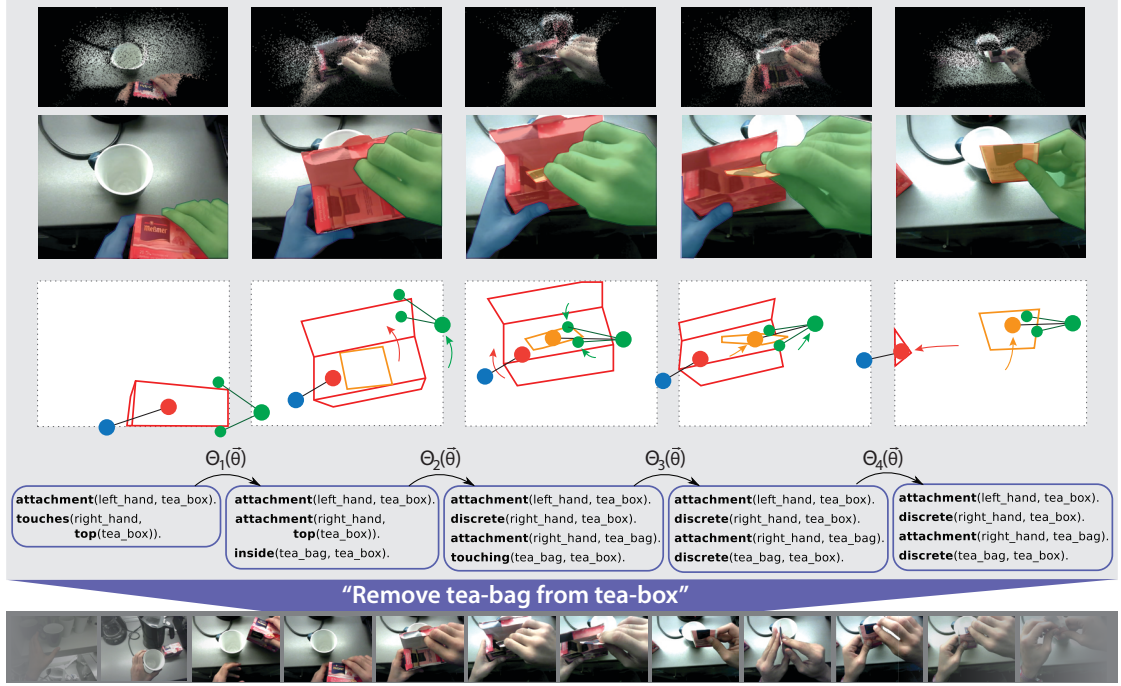 Θ₁(θ⃗)
Θ₂(θ⃗)
Θ₃(θ⃗)
Θ₄(θ⃗)
attachment(left_hand, tea_box).
touches(right_hand,
top(tea_box)).
attachment(left_hand, tea_box).
attachment(right_hand,
top(tea_box)).
inside(tea_bag, tea_box).
attachment(left_hand, tea_box).
discrete(right_hand, tea_box).
attachment(right_hand, tea_bag).
touching(tea_bag, tea_box).
attachment(left_hand, tea_box).
discrete(right_hand, tea_box).
attachment(right_hand, tea_bag).
discrete(tea_bag, tea_box).
attachment(left_hand, tea_box).
discrete(right_hand, tea_box).
attachment(right_hand, tea_bag).
discrete(tea_bag, tea_box).
“Remove tea-bag from tea-box”